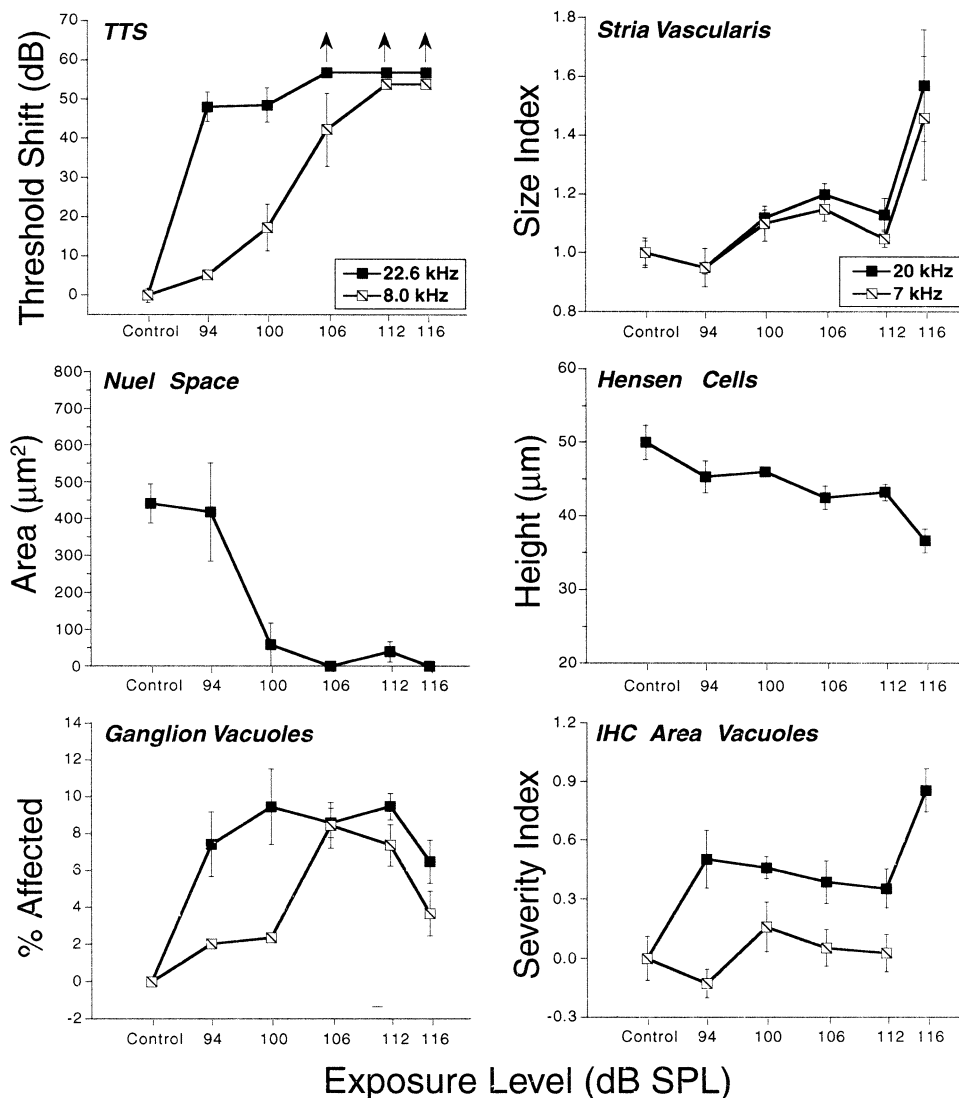 TTS
Threshold Shift (dB)
70
60
50
40
30
20
10
0
22.6 kHz
8.0 kHz
Control 94 100 106 112 116
Stria Vascularis
Size Index
1.8
1.6
1.4
1.2
1.0
0.8
20 kHz
7 kHz
Control 94 100 106 112 116
Nuel Space
Area (µm²)
800
700
600
500
400
300
200
100
0
Control 94 100 106 112 116
Hensen Cells
Height (µm)
60
50
40
30
20
Control 94 100 106 112 116
Ganglion Vacuoles
% Affected
14
12
10
8
6
4
2
0
-2
Control 94 100 106 112 116
IHC Area Vacuoles
Severity Index
1.2
0.9
0.6
0.3
0.0
-0.3
Control 94 100 106 112 116
Exposure Level (dB SPL)